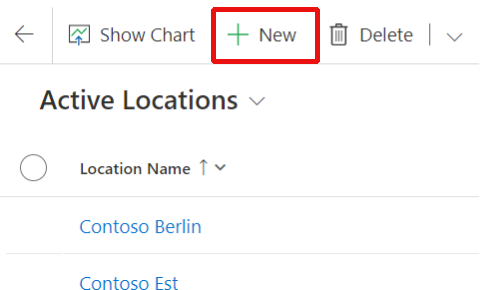 Show Chart New Delete
Active Locations
Location Name
Contoso Berlin
Contoso Est